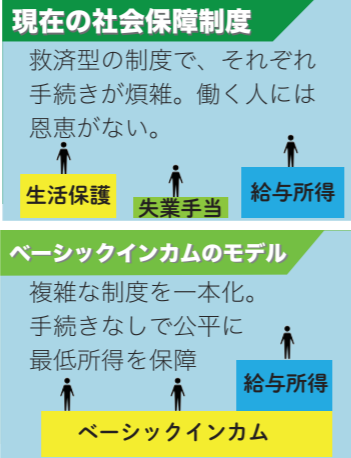 現在の社会保障制度
救済型の制度で、それぞれ
手続きが煩雑。働く人には
恩恵がない。
生活保護
失業手当
給与所得
ベーシックインカムのモデル
複雑な制度を一本化。
手続きなしで公平に
最低所得を保障
給与所得
ベーシックインカム